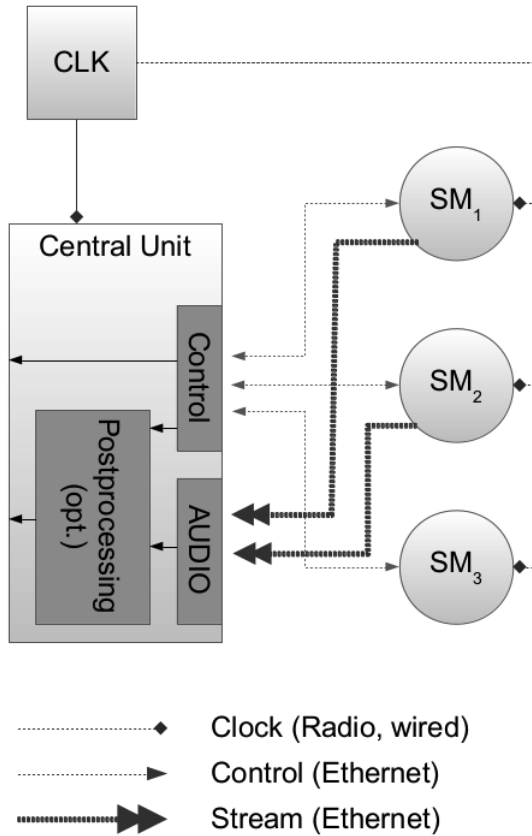 CLK
Central Unit
SM1
Control
SM2
Postprocessing
(opt.)
AUDIO
SM3
Clock (Radio, wired)
Control (Ethernet)
Stream (Ethernet)